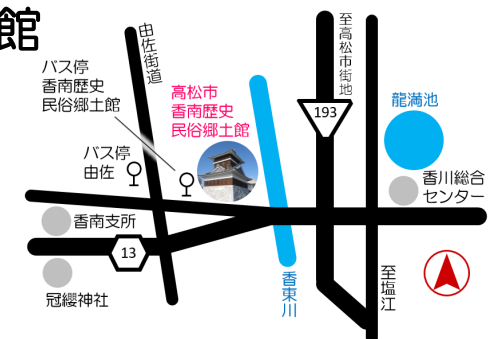 館
由佐街道
至高松市街地
バス停
香南歴史
民俗郷土館
高松市
香南歴史
民俗郷土館
193
龍満池
バス停
由佐
香川総合
センター
香南支所
13
冠纓神社
香東川
至塩江